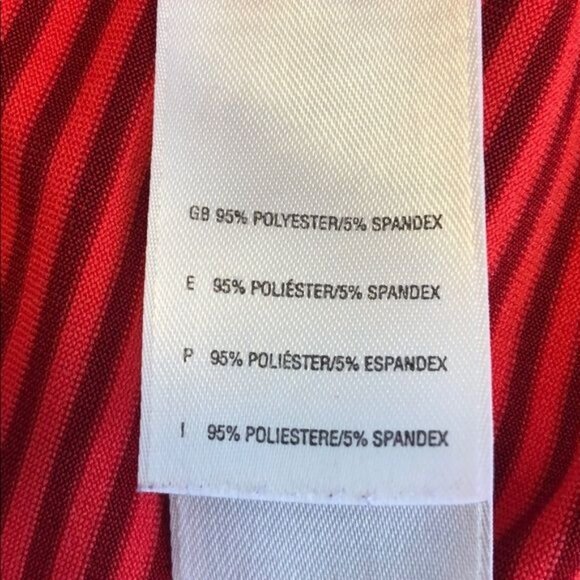 GB 95% POLYESTER/5% SPANDEX
E 95% POLIÉSTER/5% SPANDEX
P 95% POLIÉSTER/5% ESPANDEX
I 95% POLIESTERE/5% SPANDEX